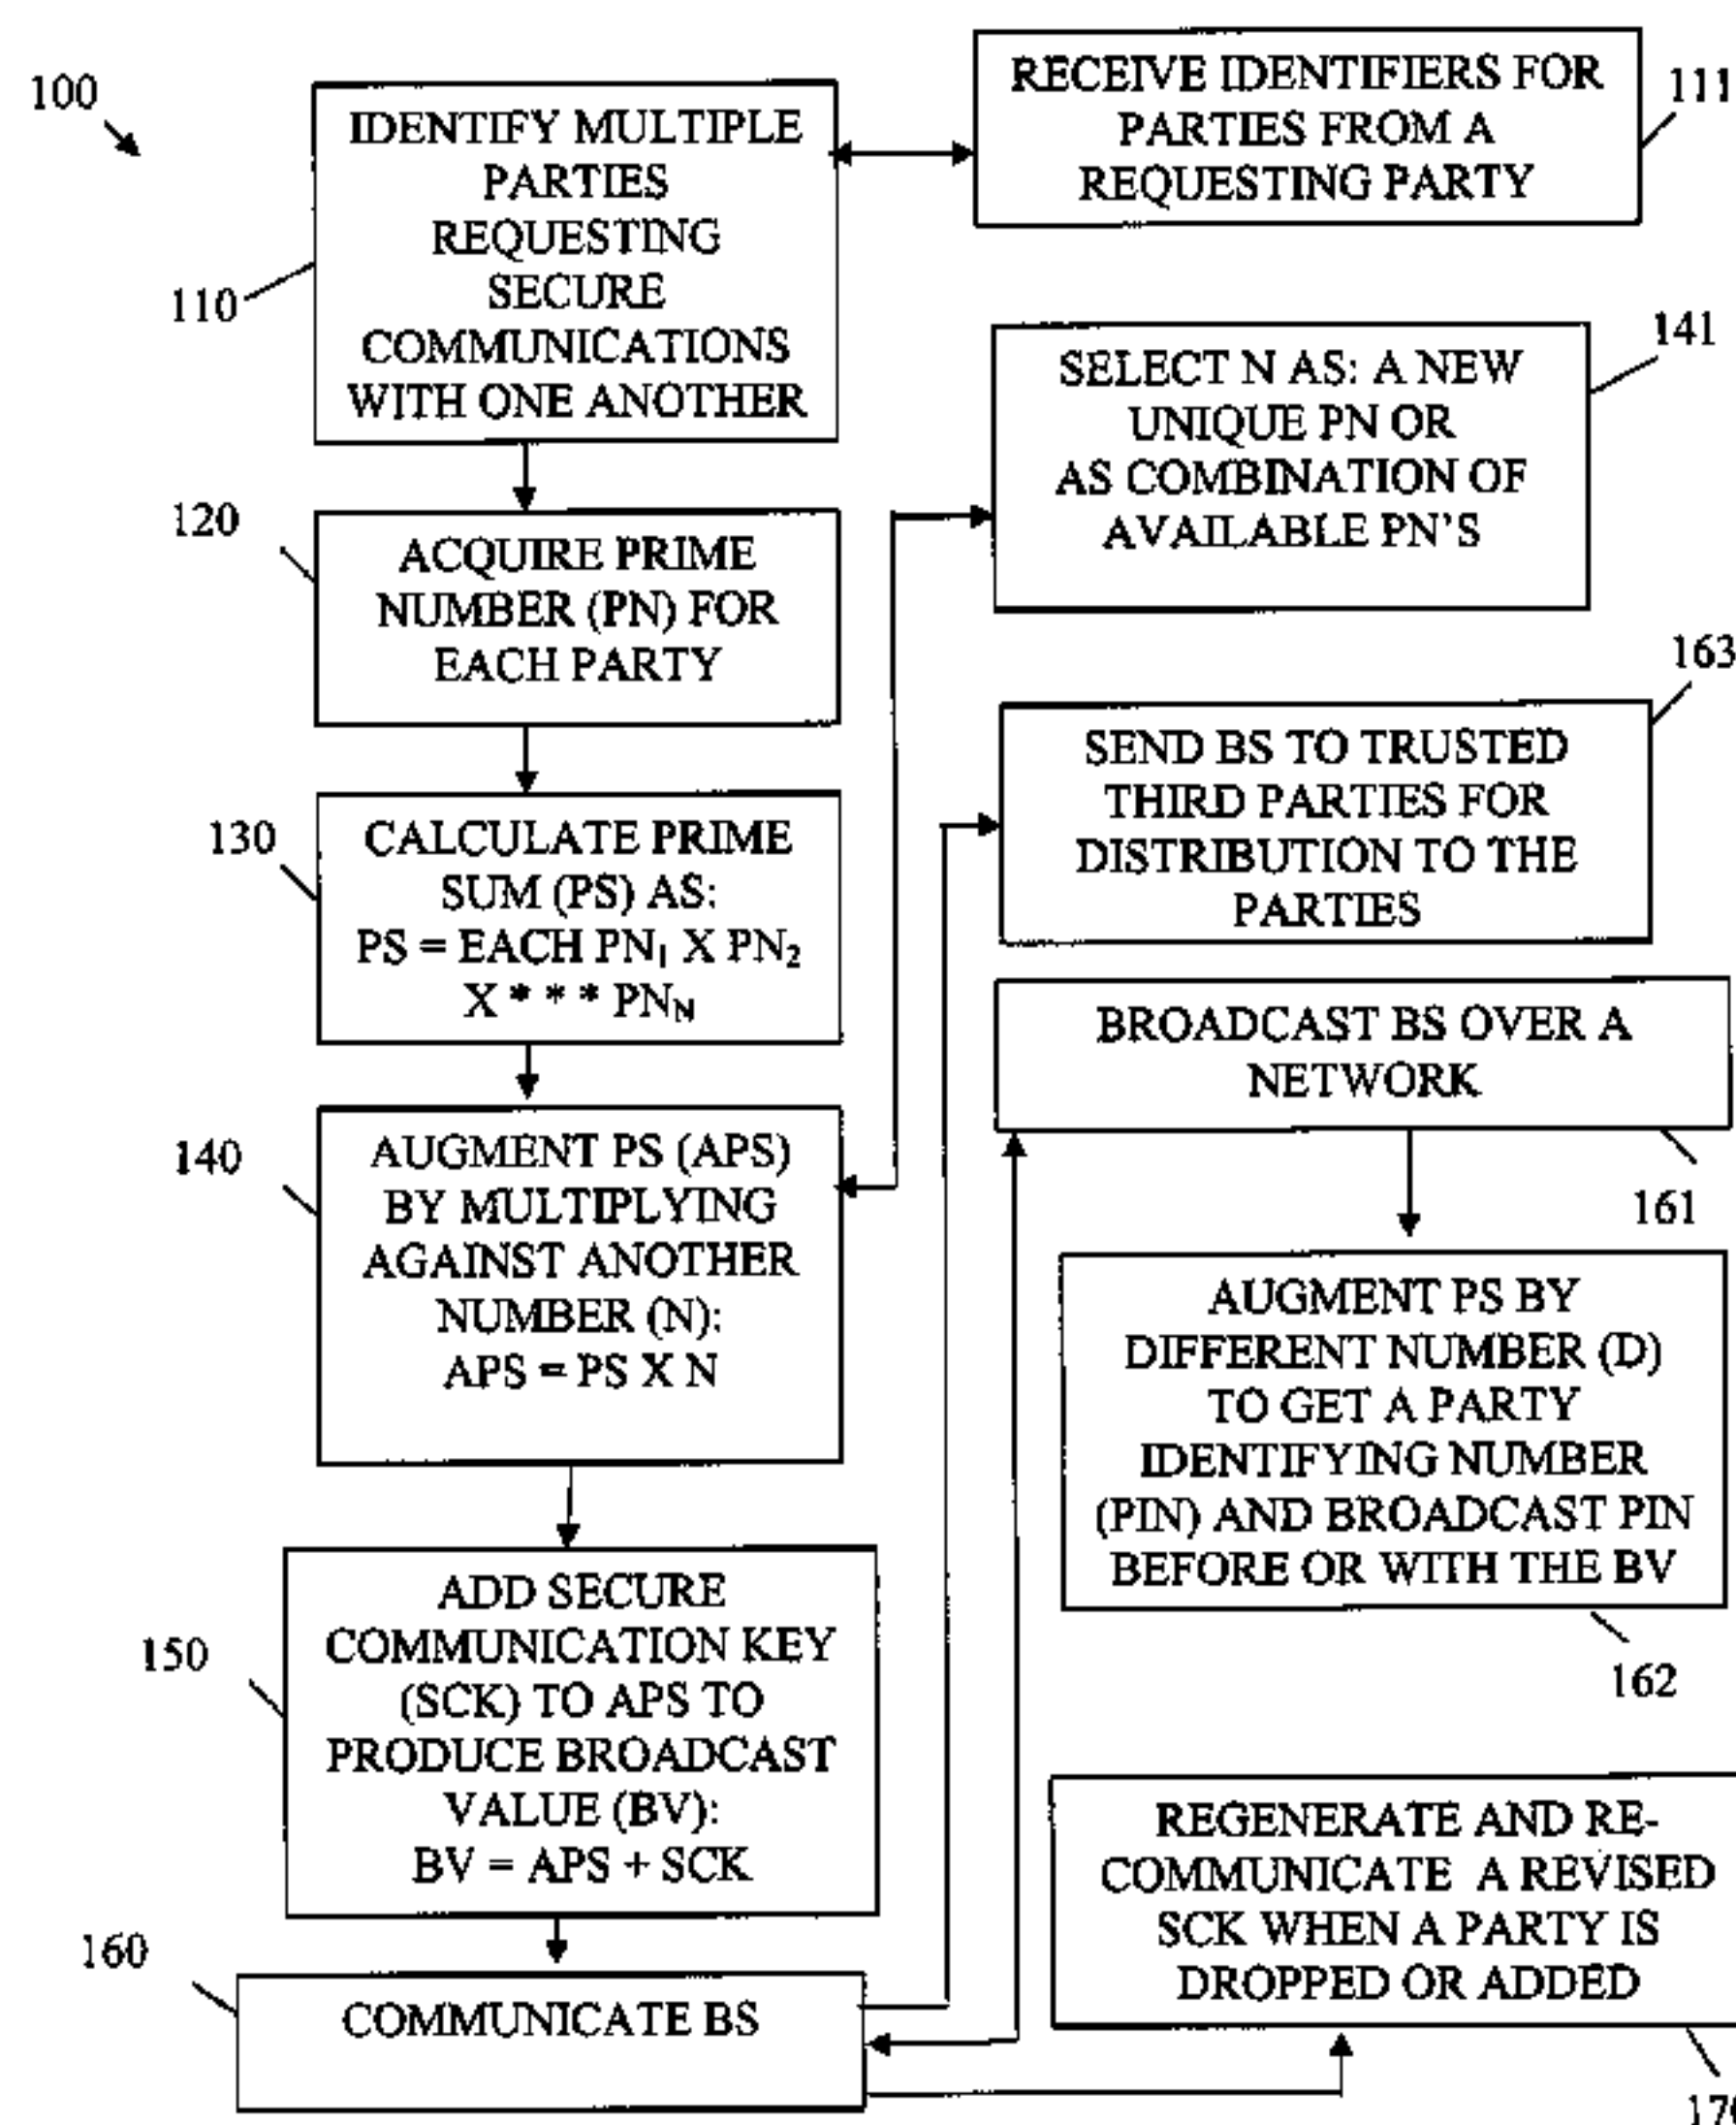 100
IDENTIFY MULTIPLE
PARTIES
REQUESTING
SECURE
COMMUNICATIONS
WITH ONE ANOTHER
110
RECEIVE IDENTIFIERS FOR
PARTIES FROM A
REQUESTING PARTY
111
SELECT N AS: A NEW
UNIQUE PN OR
AS COMBINATION OF
AVAILABLE PN'S
141
120
ACQUIRE PRIME
NUMBER (PN) FOR
EACH PARTY
163
SEND BS TO TRUSTED
THIRD PARTIES FOR
DISTRIBUTION TO THE
PARTIES
130
CALCULATE PRIME
SUM (PS) AS:
PS = EACH PN₁ X PN₂
X * * * PN_N
BROADCAST BS OVER A
NETWORK
161
140
AUGMENT PS (APS)
BY MULTIPLYING
AGAINST ANOTHER
NUMBER (N):
APS = PS X N
AUGMENT PS BY
DIFFERENT NUMBER (D)
TO GET A PARTY
IDENTIFYING NUMBER
(PIN) AND BROADCAST PIN
BEFORE OR WITH THE BV
162
150
ADD SECURE
COMMUNICATION KEY
(SCK) TO APS TO
PRODUCE BROADCAST
VALUE (BV):
BV = APS + SCK
REGENERATE AND RE-
COMMUNICATE A REVISED
SCK WHEN A PARTY IS
DROPPED OR ADDED
160
COMMUNICATE BS